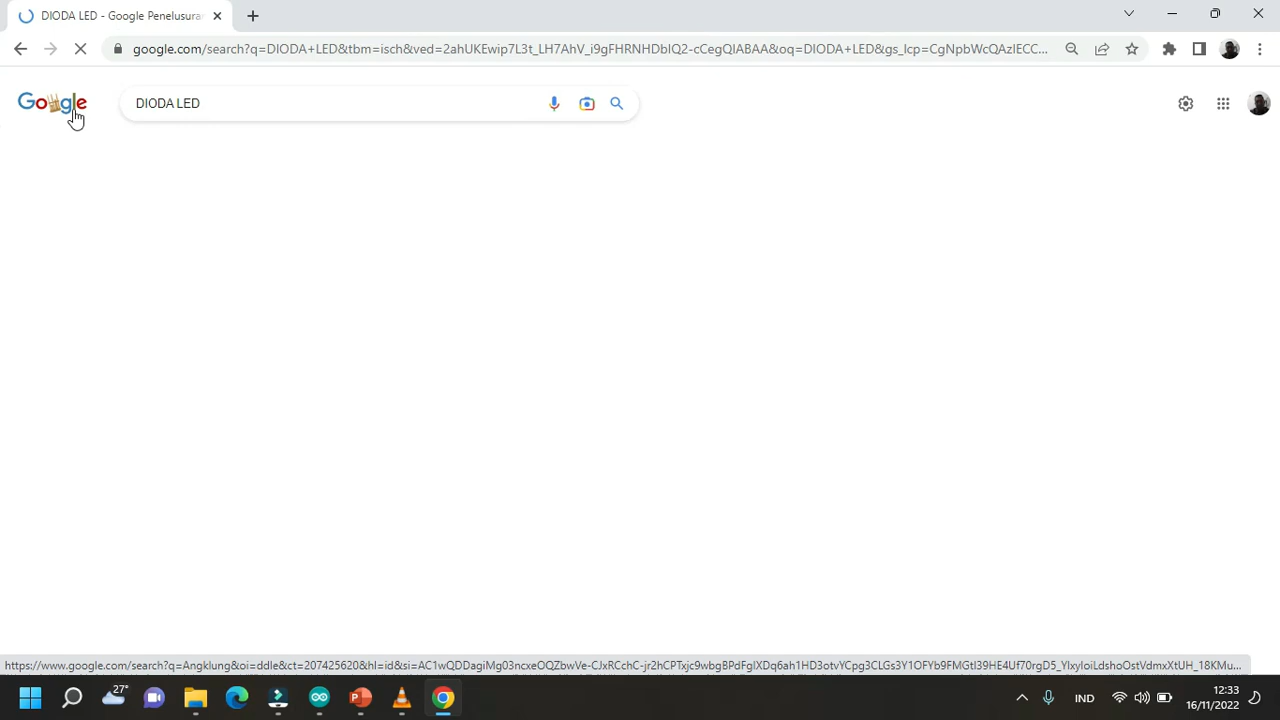 DIODA LED - Google Penelusuran
google.com/search?q=DIODA+LED&tbm=isch&ved=2ahUKEwip7L3t_LH7AhV_i9gFHRNHDbIQ2-cCegQIABAA&oq=DIODA+LED&gs_lcp=CgNpbWcQAzIECC...
Google
DIODA LED
https://www.google.com/search?q=Angklung&oi=ddle&ct=207425620&hl=id&si=AC1wQDDagiMg03ncxeOQZbwVe-CJxRCchC-jr2hCPTxjc9wbgBPdFglXDq6ah1HD3otvYCpg3CLGs3Y1OFYb9FMGtl39HE4Uf70rgD5_YlxyloiLdshoOstVdmxXtUH_18KMu...
27°
IND
12:33
16/11/2022